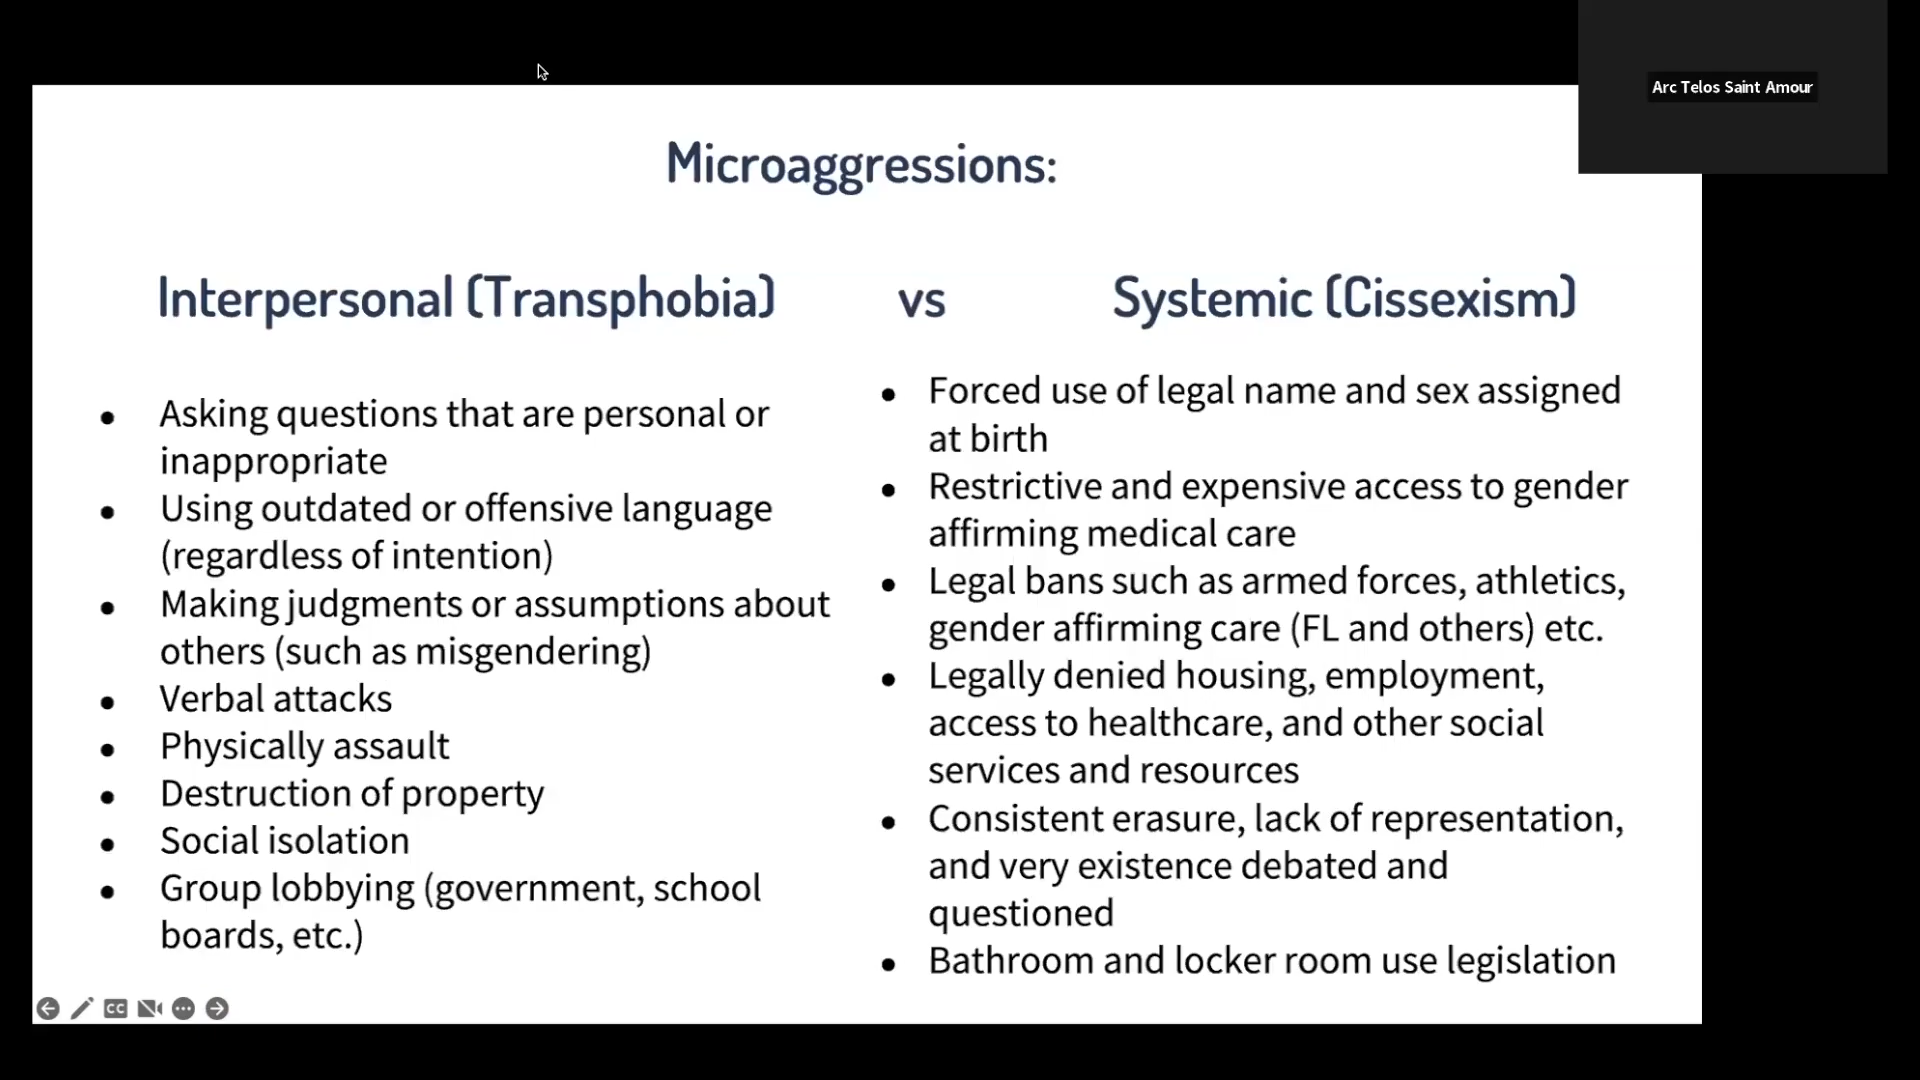 Arc Telos Saint Amour
Microaggressions:
Interpersonal (Transphobia) vs Systemic (Cissexism)
• Asking questions that are personal or
inappropriate
• Using outdated or offensive language
(regardless of intention)
• Making judgments or assumptions about
others (such as misgendering)
• Verbal attacks
• Physically assault
• Destruction of property
• Social isolation
• Group lobbying (government, school
boards, etc.)
• Forced use of legal name and sex assigned
at birth
• Restrictive and expensive access to gender
affirming medical care
• Legal bans such as armed forces, athletics,
gender affirming care (FL and others) etc.
• Legally denied housing, employment,
access to healthcare, and other social
services and resources
• Consistent erasure, lack of representation,
and very existence debated and
questioned
• Bathroom and locker room use legislation
CC